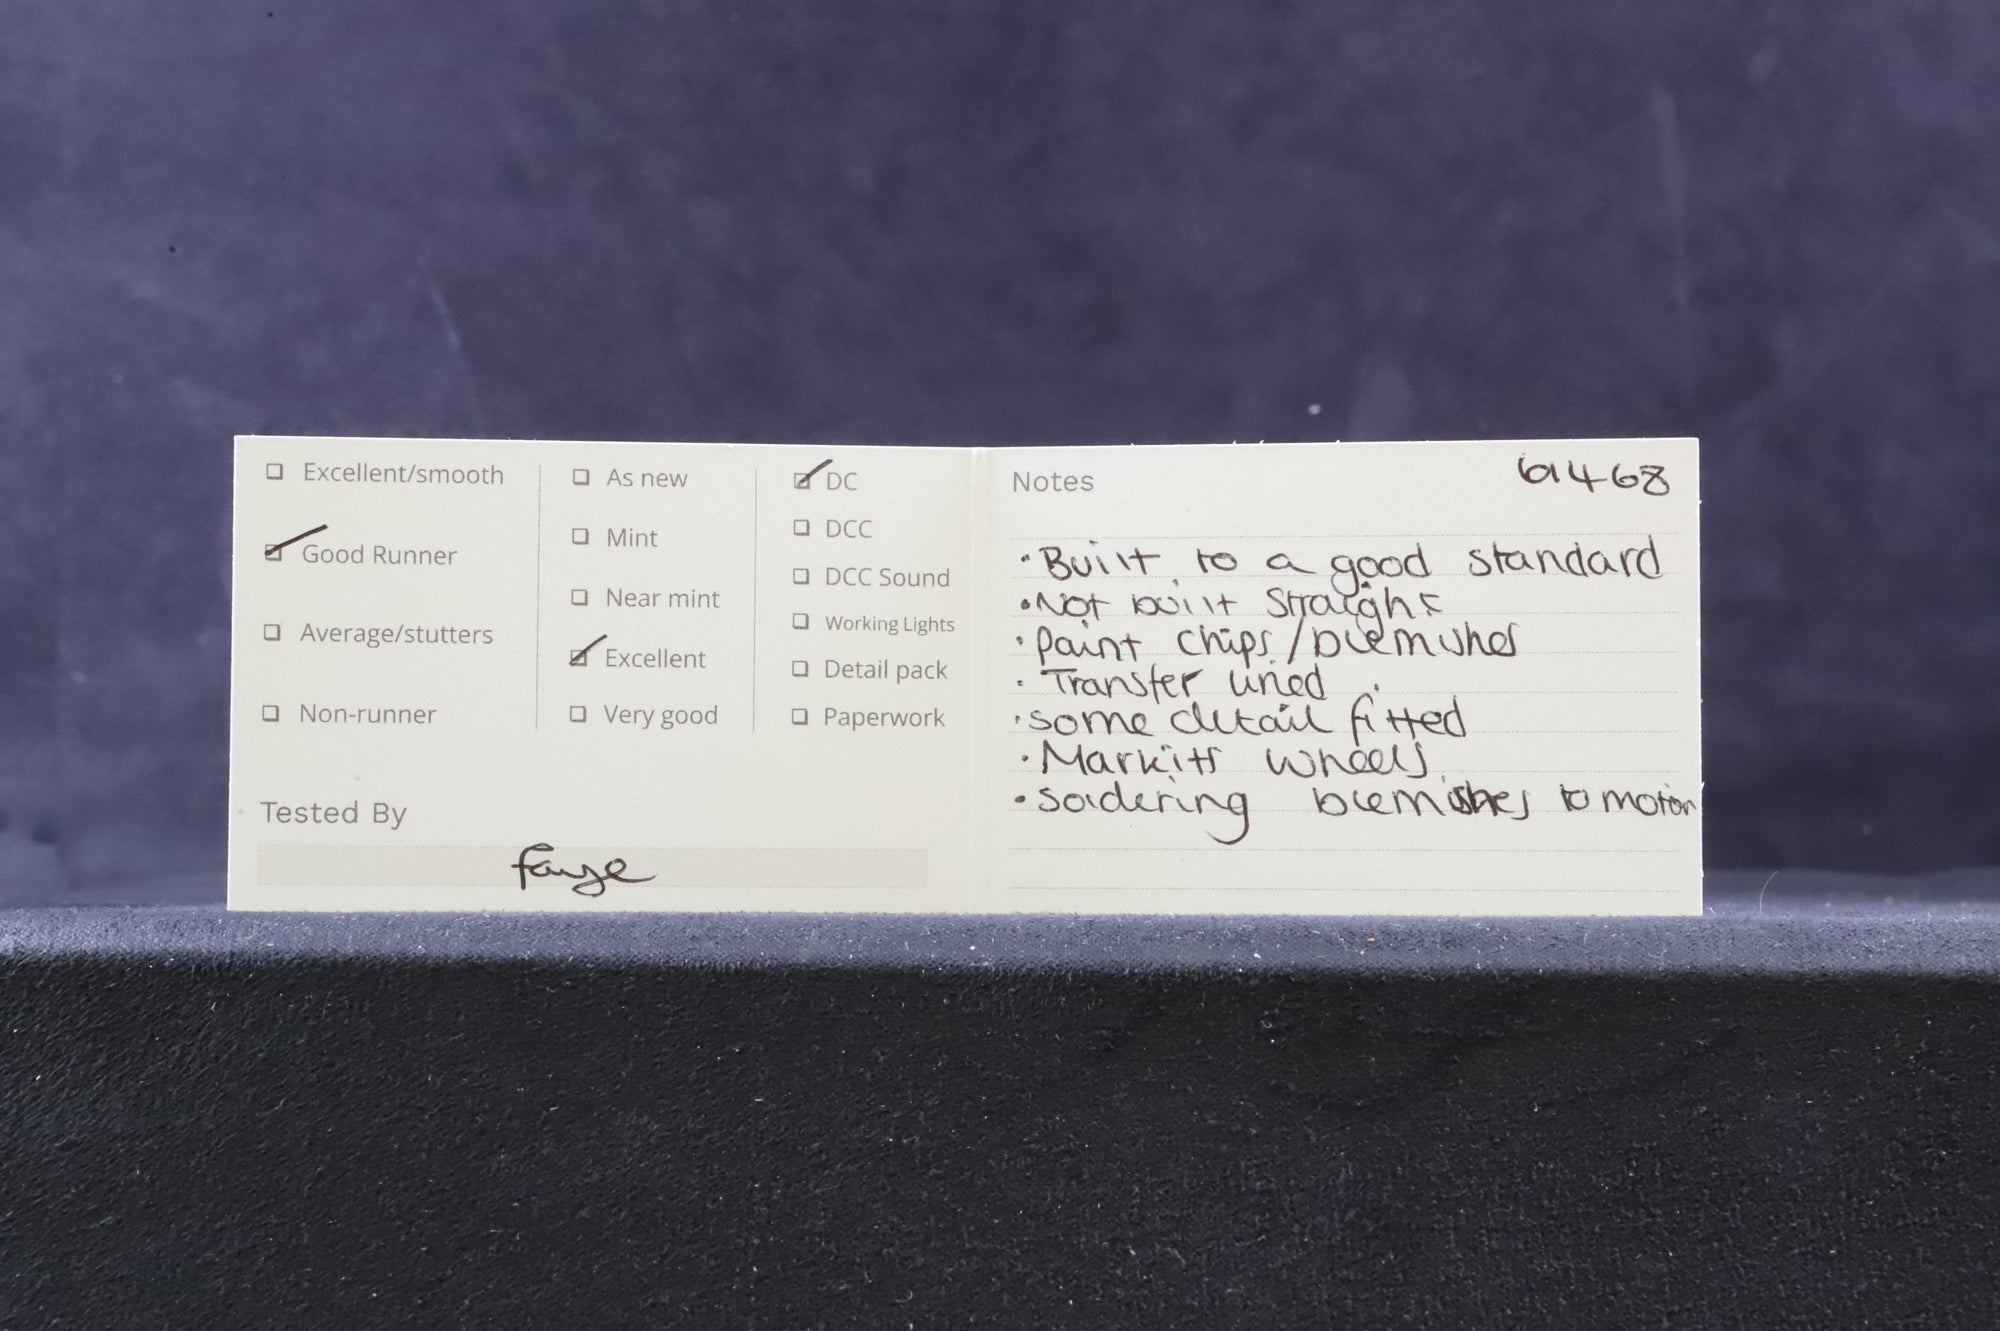 ☐ Excellent/smooth
☑ Good Runner
☐ Average/stutters
☐ Non-runner
☐ As new
☐ Mint
☐ Near mint
☑ Excellent
☐ Very good
☑ DC
☐ DCC
☐ DCC Sound
☐ Working Lights
☐ Detail pack
☐ Paperwork
Tested By
Faye
Notes
61468
• Built to a good standard
• Not built straight
• Paint chips/blemishes
• Transfer lined
• some detail fitted
• Markits wheels
• soldering blemishes to motion